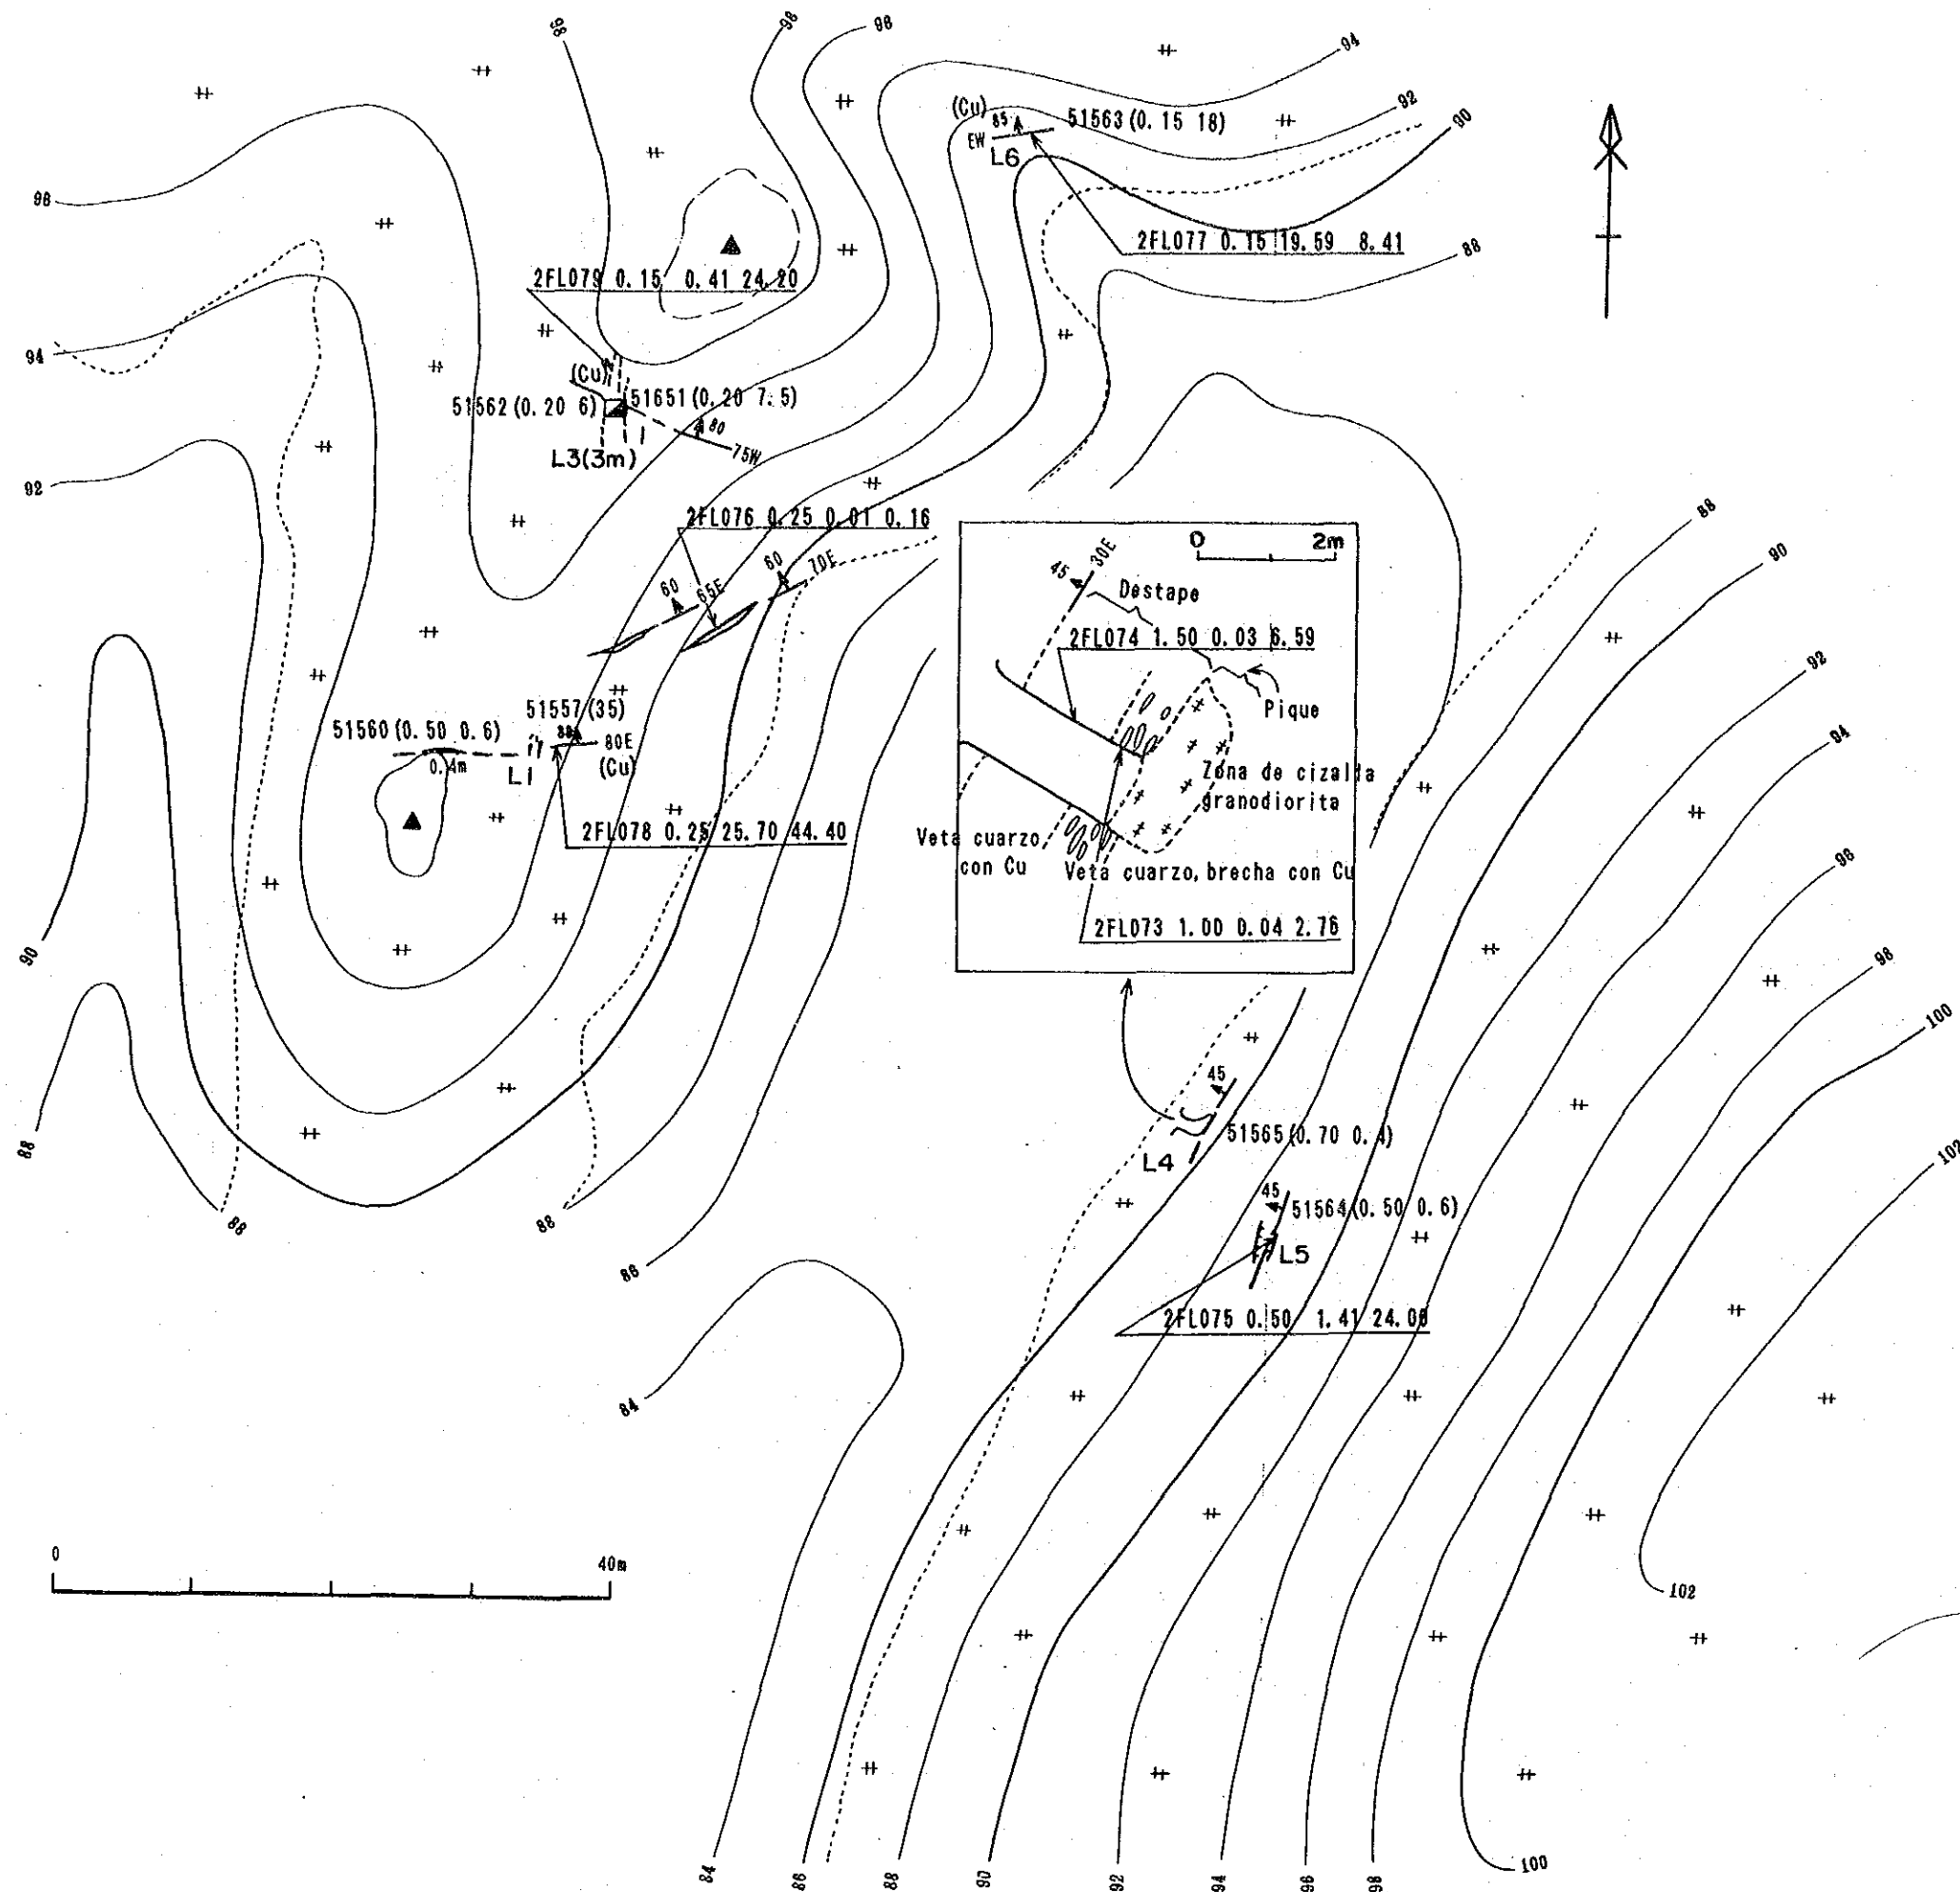 98
98
96
94
92
90
88
(Cu)
85
EW
L6
51563 (0.15 18)
2FL077 0.15 19.59 8.41
96
94
92
90
88
2FL079 0.15 0.41 24.20
(Cu)
51562 (0.20 6)
51651 (0.20 7.5)
L3(3m)
80
75W
2FL076 0.25 0.01 0.16
60
65E
60
70E
51557 (35)
51560 (0.50 0.6)
0.4m
L1
88
80E
(Cu)
2FL078 0.25 25.70 44.40
0 2m
45
30E
Destape
2FL074 1.50 0.03 6.59
Pique
Zona de cizalla
granodiorita
Veta cuarzo
con Cu
Veta cuarzo, brecha con Cu
2FL073 1.00 0.04 2.76
88
90
92
94
96
98
100
102
45
51565 (0.70 0.4)
L4
45
51564 (0.50 0.6)
L5
2FL075 0.50 1.41 24.00
88
88
86
84
0 40m
102
100
84
86
88
90
92
94
96
98